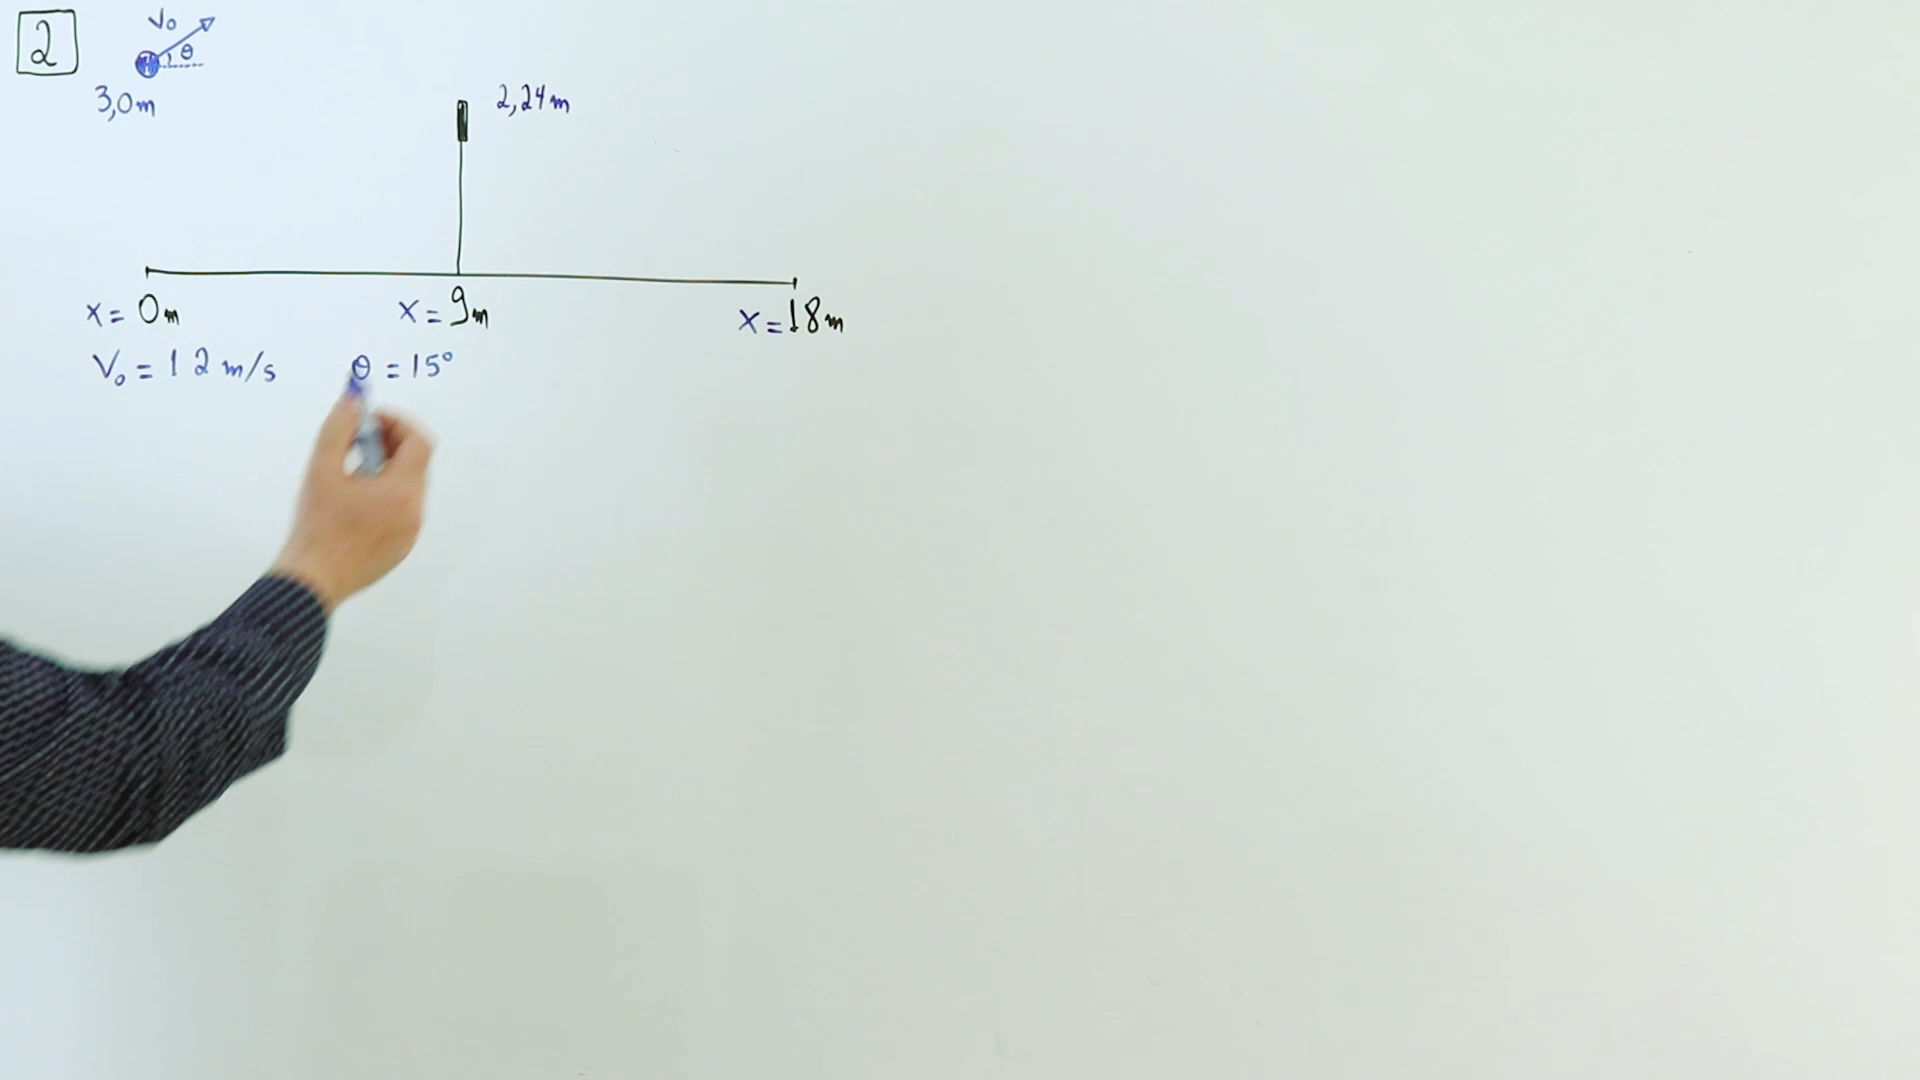 2
V₀
θ
3,0m
2,24m
x = 0m
x = 9m
x = 18m
V₀ = 12 m/s θ = 15°